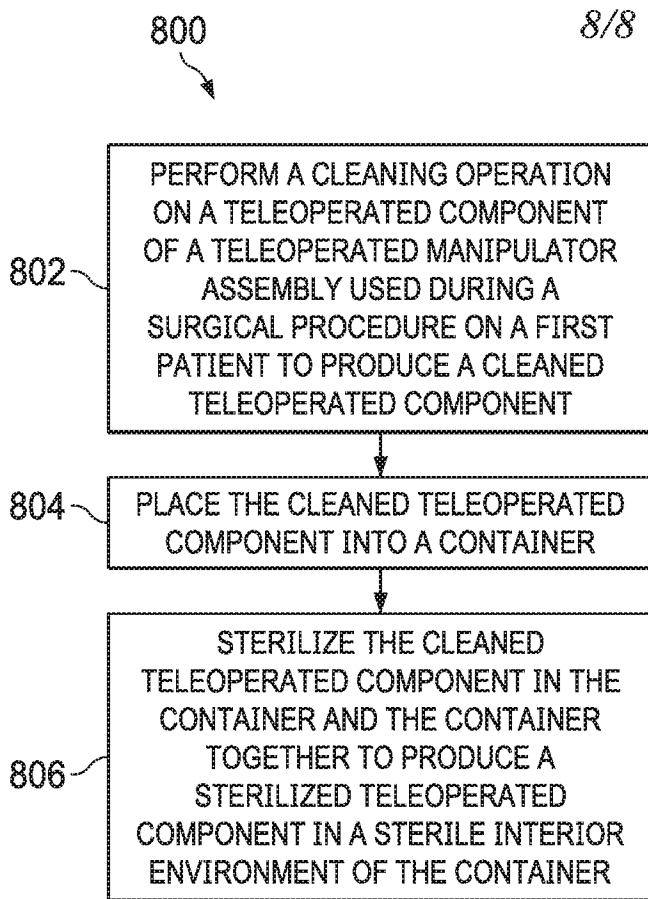 800
8/8
802
PERFORM A CLEANING OPERATION
ON A TELEOPERATED COMPONENT
OF A TELEOPERATED MANIPULATOR
ASSEMBLY USED DURING A
SURGICAL PROCEDURE ON A FIRST
PATIENT TO PRODUCE A CLEANED
TELEOPERATED COMPONENT
804
PLACE THE CLEANED TELEOPERATED
COMPONENT INTO A CONTAINER
806
STERILIZE THE CLEANED
TELEOPERATED COMPONENT IN THE
CONTAINER AND THE CONTAINER
TOGETHER TO PRODUCE A
STERILIZED TELEOPERATED
COMPONENT IN A STERILE INTERIOR
ENVIRONMENT OF THE CONTAINER